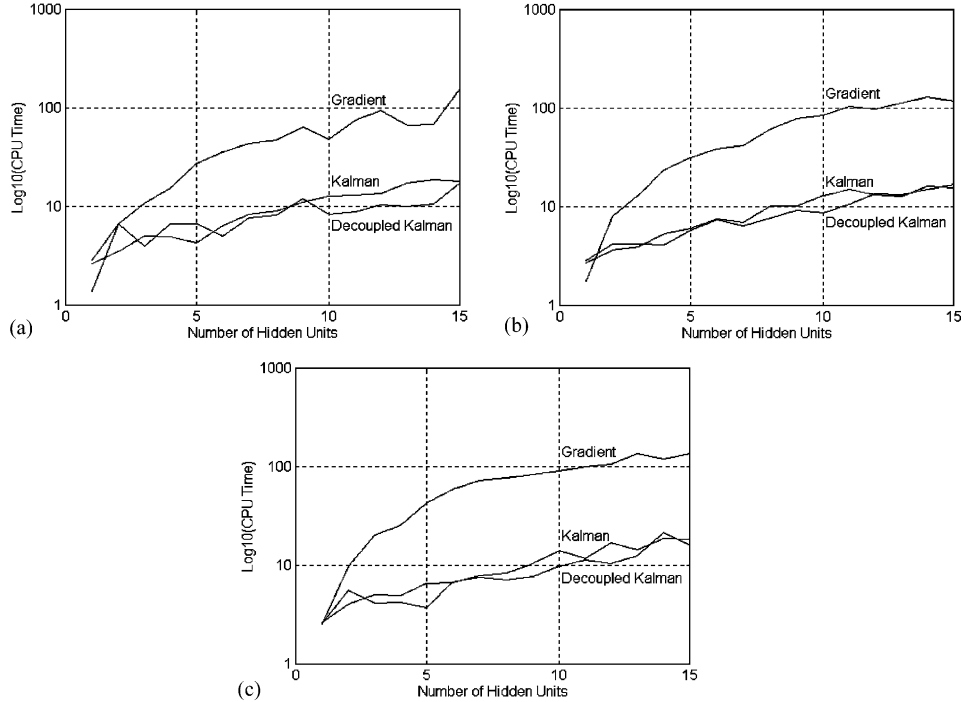 1000
100
10
1
Log10(CPU Time)
Gradient
Kalman
Decoupled Kalman
0
5
10
15
Number of Hidden Units
(a)
1000
100
10
1
Log10(CPU Time)
Gradient
Kalman
Decoupled Kalman
0
5
10
15
Number of Hidden Units
(b)
1000
100
10
1
Log10(CPU Time)
Gradient
Kalman
Decoupled Kalman
0
5
10
15
Number of Hidden Units
(c)